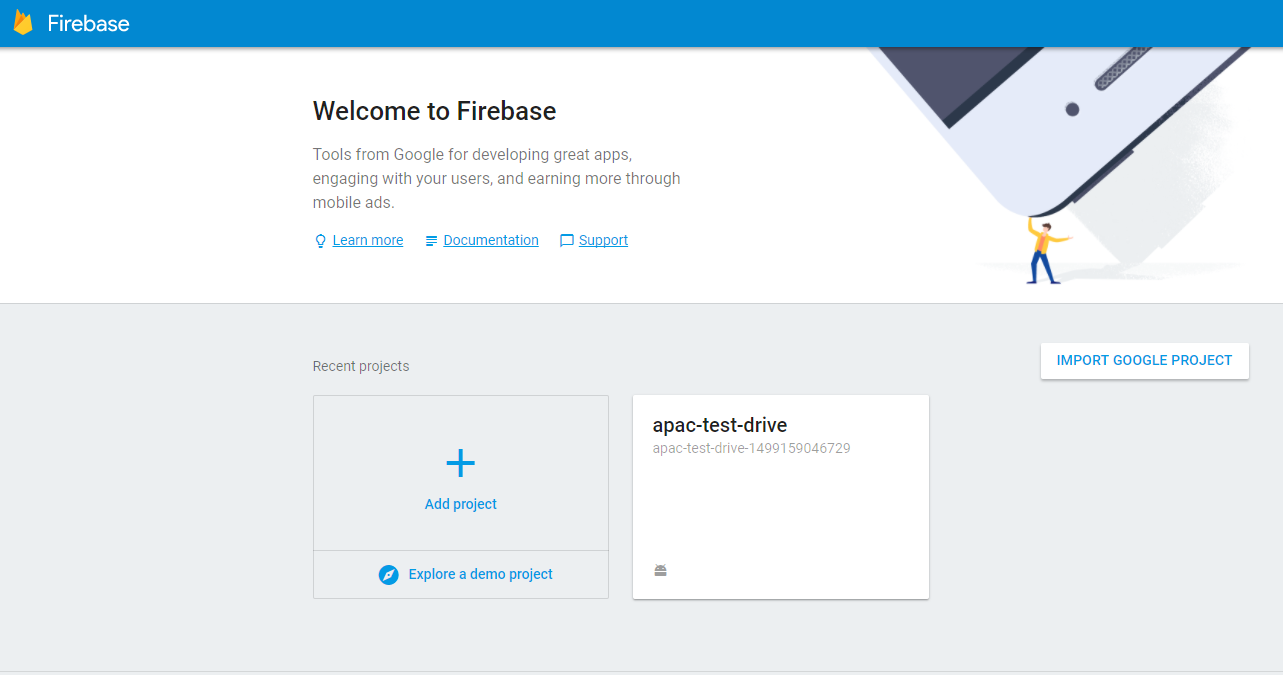 Firebase
Welcome to Firebase
Tools from Google for developing great apps,
engaging with your users, and earning more through
mobile ads.
Learn more Documentation Support
Recent projects
IMPORT GOOGLE PROJECT
apac-test-drive
apac-test-drive-1499159046729
Add project
Explore a demo project